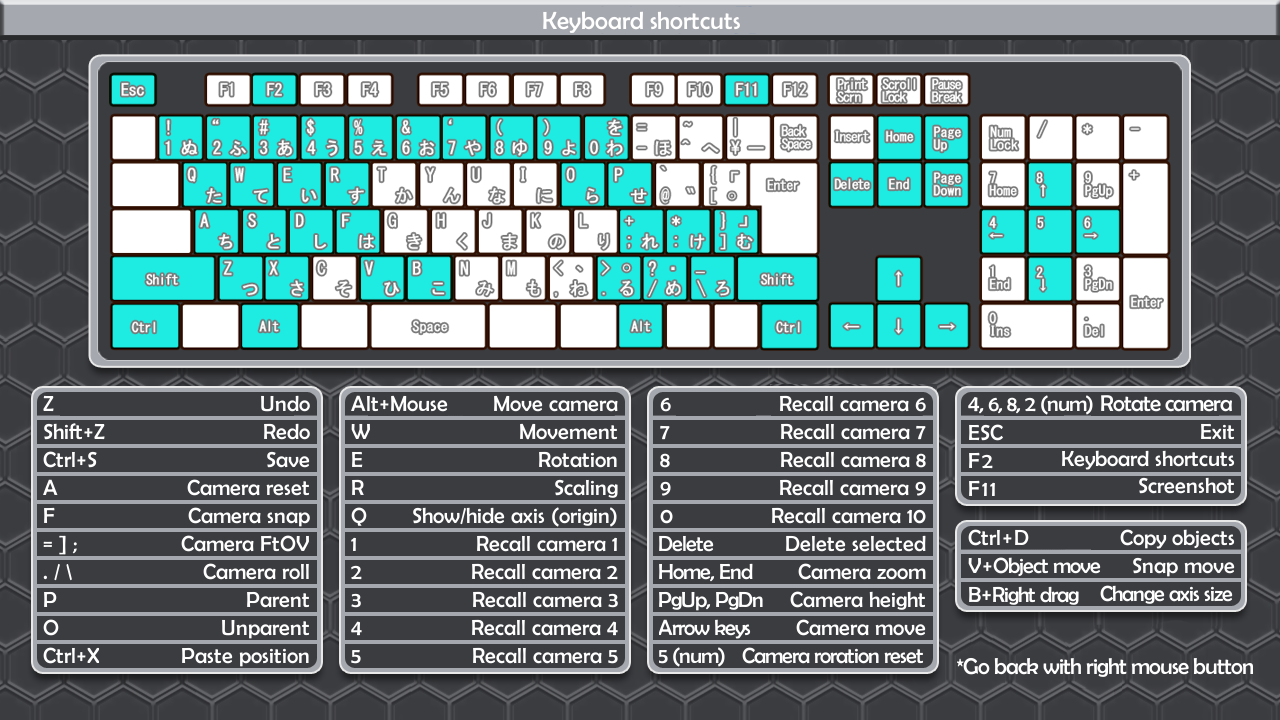 Keyboard shortcuts
Esc F1 F2 F3 F4 F5 F6 F7 F8 F9 F10 F11 F12 Print Scrn Scroll Lock Pause Break
! 1 ぬ “ 2 ふ # 3 あ $ 4 う % 5 え & 6 お ‘ 7 や ( 8 ゆ ) 9 よ を 0 わ = - ほ ~ ^ へ | ¥ ー Back Space Insert Home Page Up Num Lock / * -
Q た W て E い R す T か Y ん U な I に O ら P せ ` @ ゛ { 「 [ ゜ Enter Delete End Page Down 7 Home 8 ↑ 9 PgUp +
A ち S と D し F は G き H く J ま K の L り + ; れ * : け } 」 ] む 4 ← 5 6 →
Shift Z つ X さ C そ V ひ B こ N み M も < 、 , ね > 。 . る ? ・ / め _ \ ろ Shift ↑ 1 End 2 ↓ 3 PgDn Enter
Ctrl Alt Space Alt Ctrl ← ↓ → 0 Ins . Del
Z Undo
Shift+Z Redo
Ctrl+S Save
A Camera reset
F Camera snap
= ] ; Camera FtOV
. / \ Camera roll
P Parent
O Unparent
Ctrl+X Paste position
Alt+Mouse Move camera
W Movement
E Rotation
R Scaling
Q Show/hide axis (origin)
1 Recall camera 1
2 Recall camera 2
3 Recall camera 3
4 Recall camera 4
5 Recall camera 5
6 Recall camera 6
7 Recall camera 7
8 Recall camera 8
9 Recall camera 9
0 Recall camera 10
Delete Delete selected
Home, End Camera zoom
PgUp, PgDn Camera height
Arrow keys Camera move
5 (num) Camera roration reset
4, 6, 8, 2 (num) Rotate camera
ESC Exit
F2 Keyboard shortcuts
F11 Screenshot
Ctrl+D Copy objects
V+Object move Snap move
B+Right drag Change axis size
*Go back with right mouse button